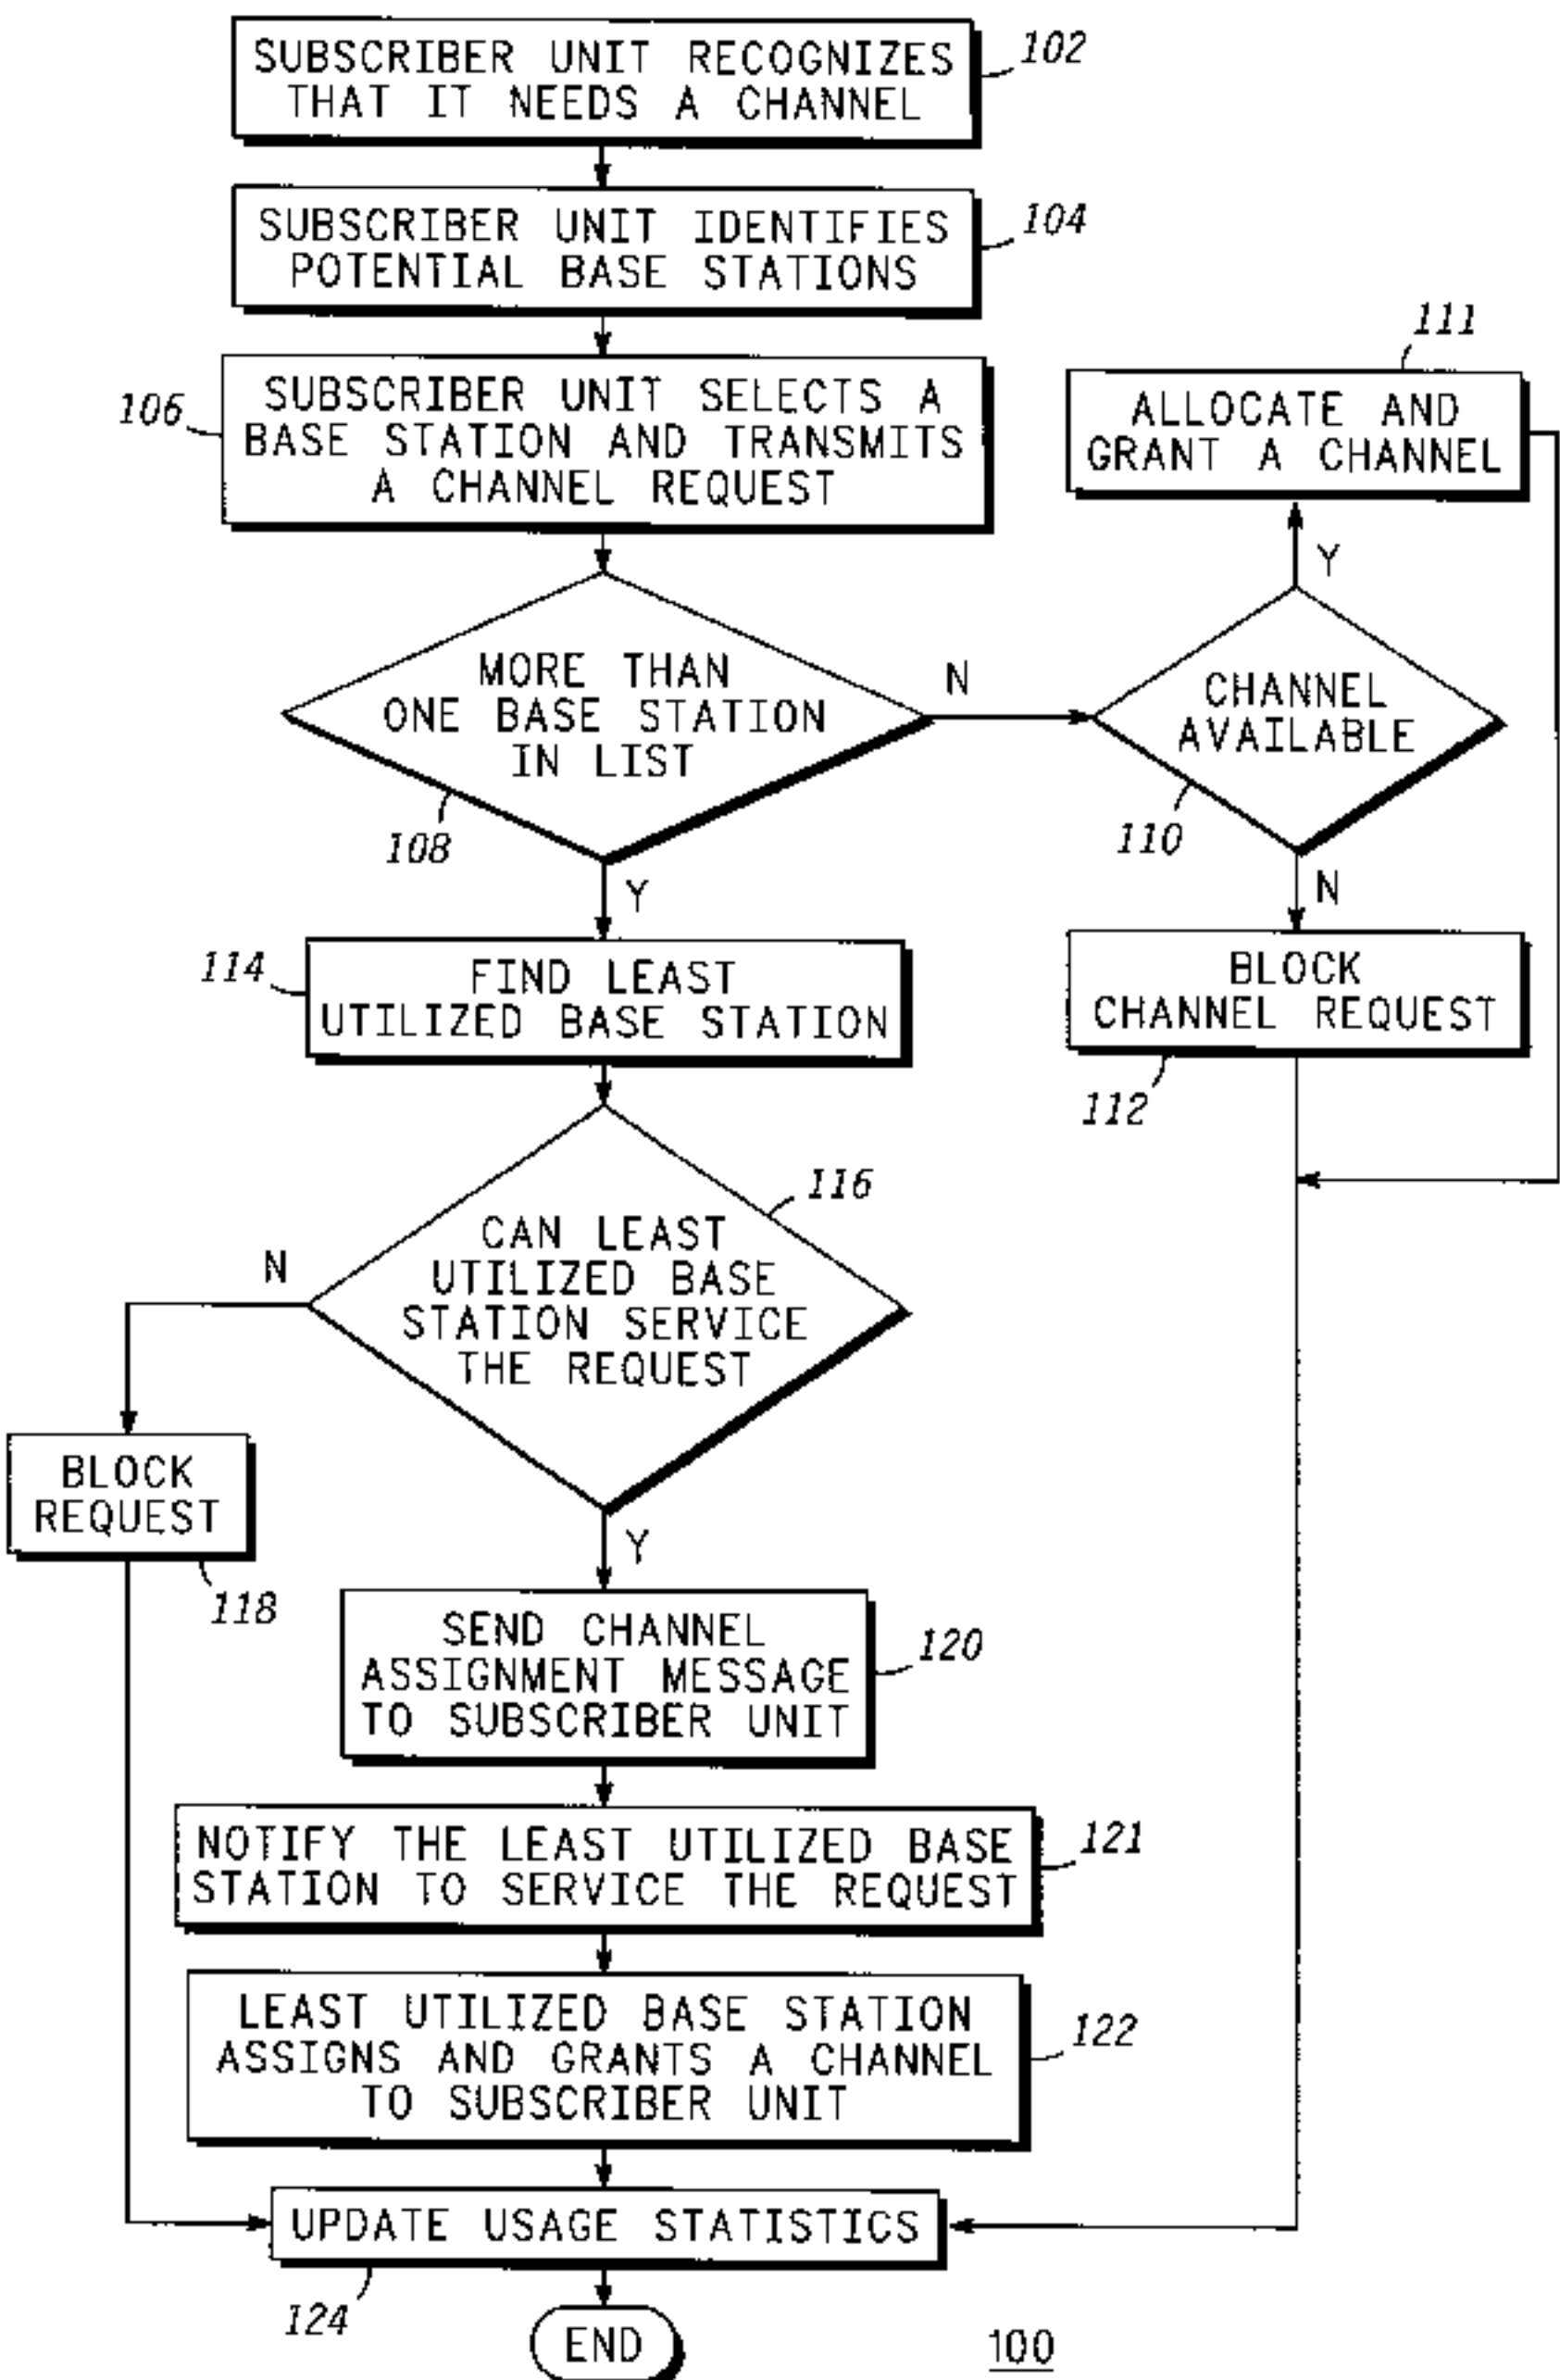 SUBSCRIBER UNIT RECOGNIZES
THAT IT NEEDS A CHANNEL
102
SUBSCRIBER UNIT IDENTIFIES
POTENTIAL BASE STATIONS
104
106
SUBSCRIBER UNIT SELECTS A
BASE STATION AND TRANSMITS
A CHANNEL REQUEST
111
ALLOCATE AND
GRANT A CHANNEL
Y
MORE THAN
ONE BASE STATION
IN LIST
N
108
CHANNEL
AVAILABLE
110
Y
N
114
FIND LEAST
UTILIZED BASE STATION
BLOCK
CHANNEL REQUEST
112
116
CAN LEAST
UTILIZED BASE
STATION SERVICE
THE REQUEST
N
BLOCK
REQUEST
118
Y
SEND CHANNEL
ASSIGNMENT MESSAGE
TO SUBSCRIBER UNIT
120
NOTIFY THE LEAST UTILIZED BASE
STATION TO SERVICE THE REQUEST
121
LEAST UTILIZED BASE STATION
ASSIGNS AND GRANTS A CHANNEL
TO SUBSCRIBER UNIT
122
UPDATE USAGE STATISTICS
124
END
100